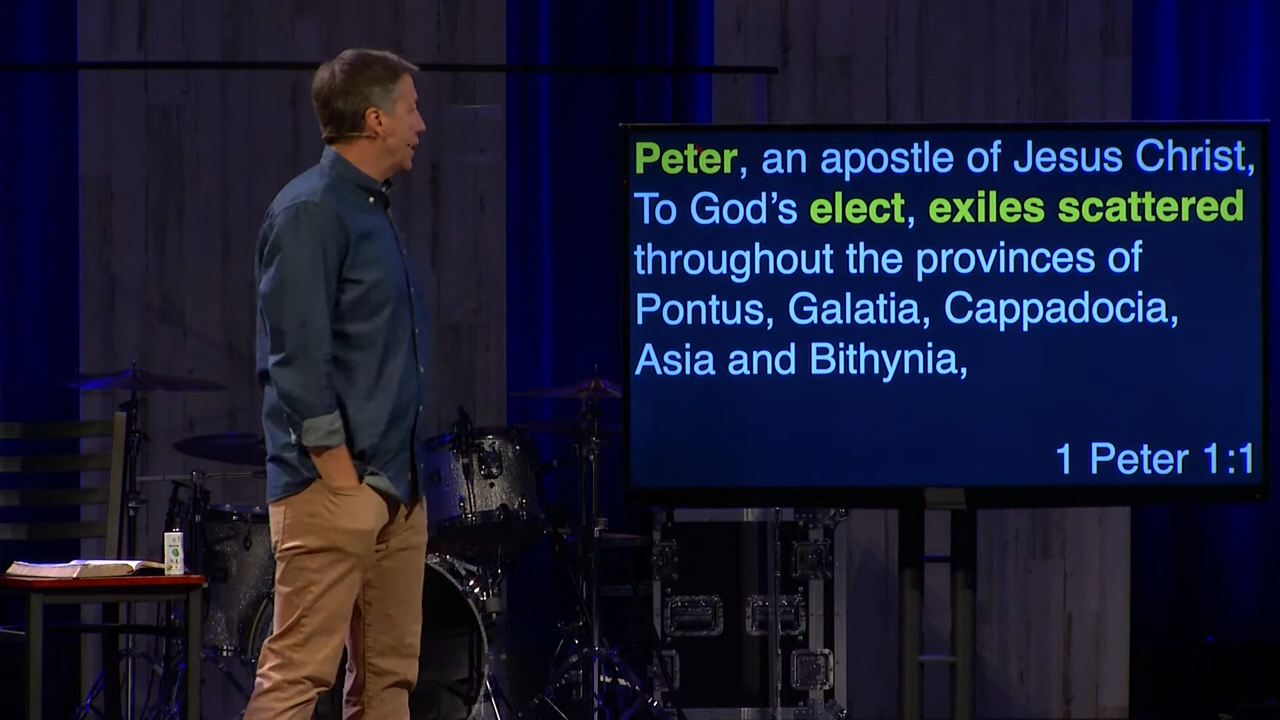 Peter, an apostle of Jesus Christ,
To God’s elect, exiles scattered
throughout the provinces of
Pontus, Galatia, Cappadocia,
Asia and Bithynia,
1 Peter 1:1